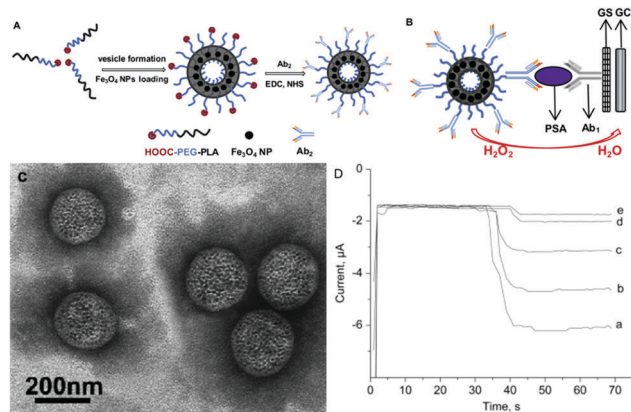 A
vesicle formation
Fe₃O₄ NPs loading
Ab₂
EDC, NHS
HOOC-PEG-PLA
Fe₃O₄ NP
Ab₂
B
GS GC
PSA
Ab₁
H₂O₂
H₂O
C
200nm
D
Current, µA
-2
-4
-6
e
d
c
b
a
0 10 20 30 40 50 60 70
Time, s